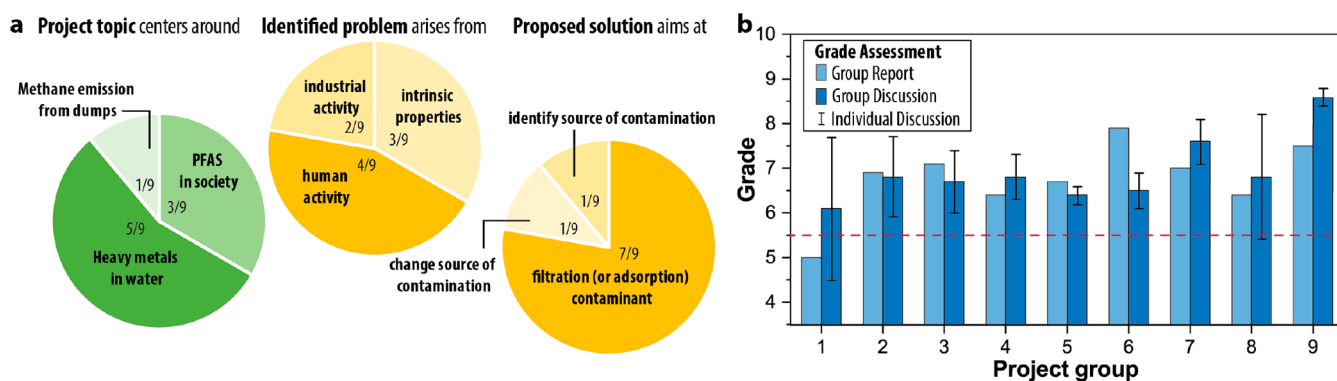 a
Project topic centers around
Methane emission
from dumps
1/9
PFAS
in society
3/9
5/9
Heavy metals
in water
Identified problem arises from
industrial
activity
2/9
intrinsic
properties
3/9
4/9
human
activity
Proposed solution aims at
identify source of contamination
1/9
1/9
change source of
contamination
7/9
filtration (or adsorption)
contaminant
b
Grade Assessment
Group Report
Group Discussion
Individual Discussion
Grade
10
9
8
7
6
5
4
1 2 3 4 5 6 7 8 9
Project group